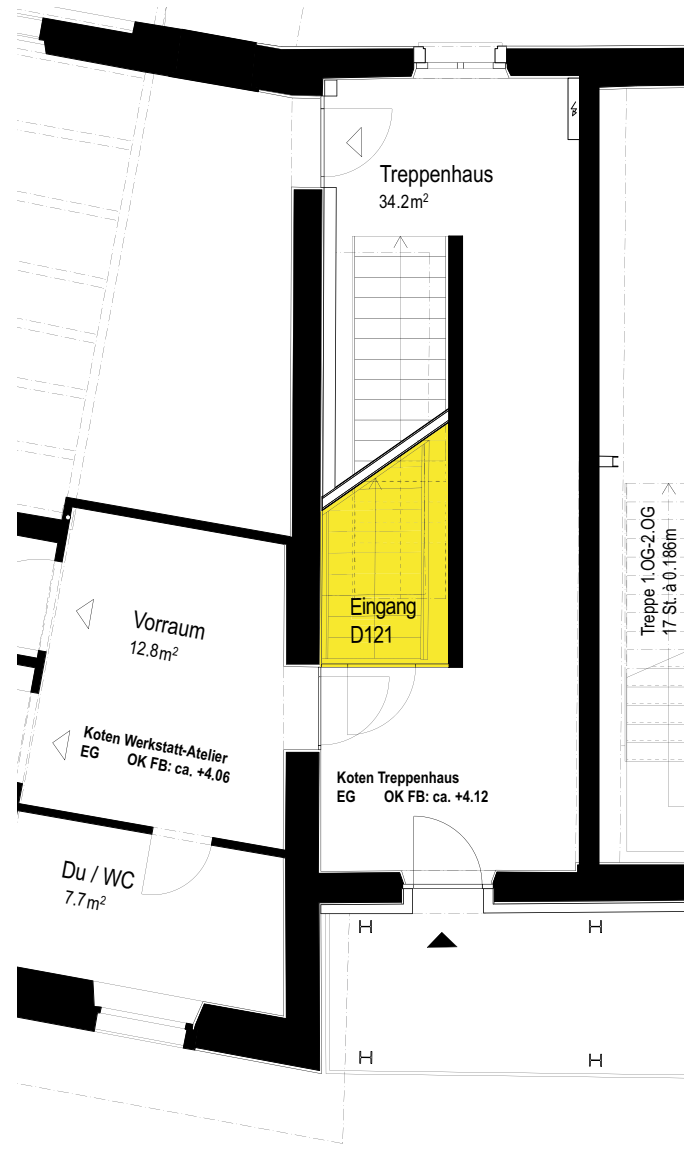 Treppenhaus
34.2m²
Eingang
D121
Treppe 1.OG-2.OG
17 St. à 0.186m
Vorraum
12.8m²
Koten Werkstatt-Atelier
EG OK FB: ca. +4.06
Koten Treppenhaus
EG OK FB: ca. +4.12
Du / WC
7.7m²